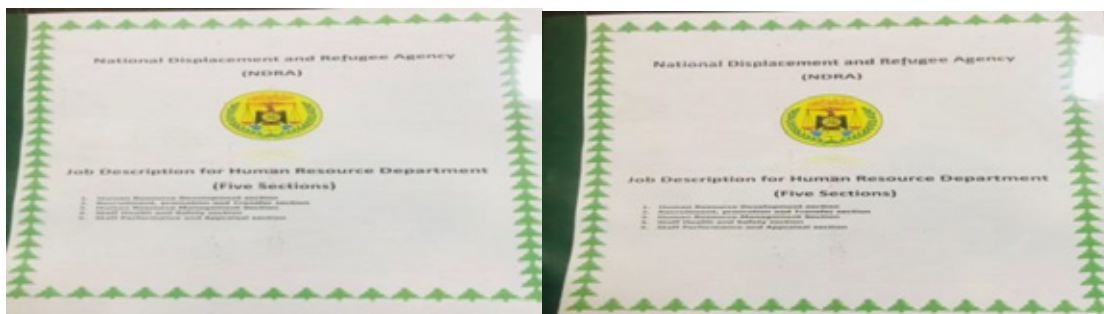 National Displacement and Refugee Agency
(NDRA)
Job Description for Human Resource Department
(Five Sections)
1. Human Resource Development section
2. Recruitment, promotion and Transfer section
3. Human Resource Management Section
4. Staff Health and Safety section
5. Staff Performance and Appraisal section
National Displacement and Refugee Agency
(NDRA)
Job Description for Human Resource Department
(Five Sections)
1. Human Resource Development section
2. Recruitment, promotion and Transfer section
3. Human Resource Management Section
4. Staff Health and Safety section
5. Staff Performance and Appraisal section